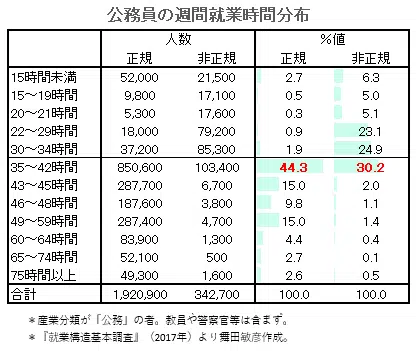 公務員の週間就業時間分布
人数 %値
正規 非正規 正規 非正規
15時間未満 52,000 21,500 2.7 6.3
15～19時間 9,800 17,100 0.5 5.0
20～21時間 5,300 17,600 0.3 5.1
22～29時間 18,000 79,200 0.9 23.1
30～34時間 37,200 85,300 1.9 24.9
35～42時間 850,600 103,400 44.3 30.2
43～45時間 287,700 6,700 15.0 2.0
46～48時間 187,600 3,800 9.8 1.1
49～59時間 287,400 4,700 15.0 1.4
60～64時間 83,900 1,300 4.4 0.4
65～74時間 52,100 500 2.7 0.1
75時間以上 49,300 1,600 2.6 0.5
合計 1,920,900 342,700 100.0 100.0
＊産業分類が「公務」の者。教員や警察官等は含まず。
＊『就業構造基本調査』（2017年）より舞田敏彦作成。